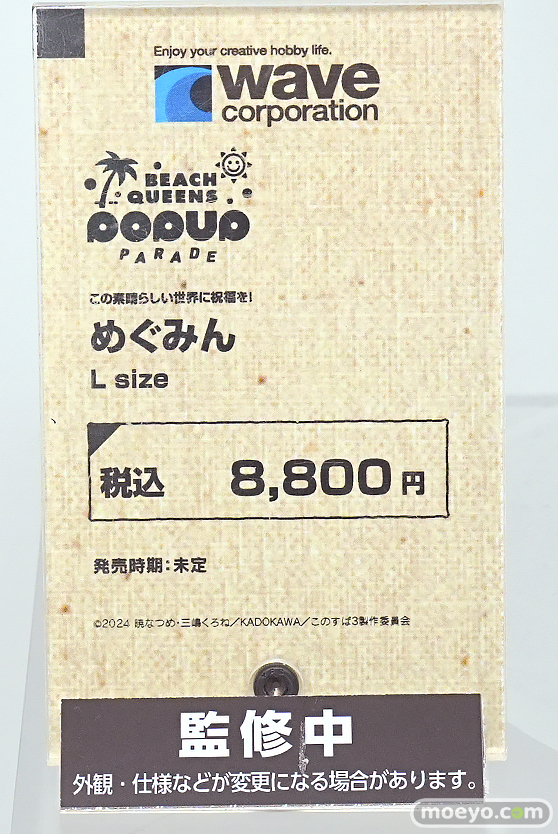 Enjoy your creative hobby life.
wave
corporation
BEACH
QUEENS
POPUP
PARADE
この素晴らしい世界に祝福を!
めぐみん
L size
税込 8,800円
発売時期:未定
©2024 暁なつめ・三嶋くろね/KADOKAWA/このすば3製作委員会
監修中
外観・仕様などが変更になる場合があります。
moeyo.com